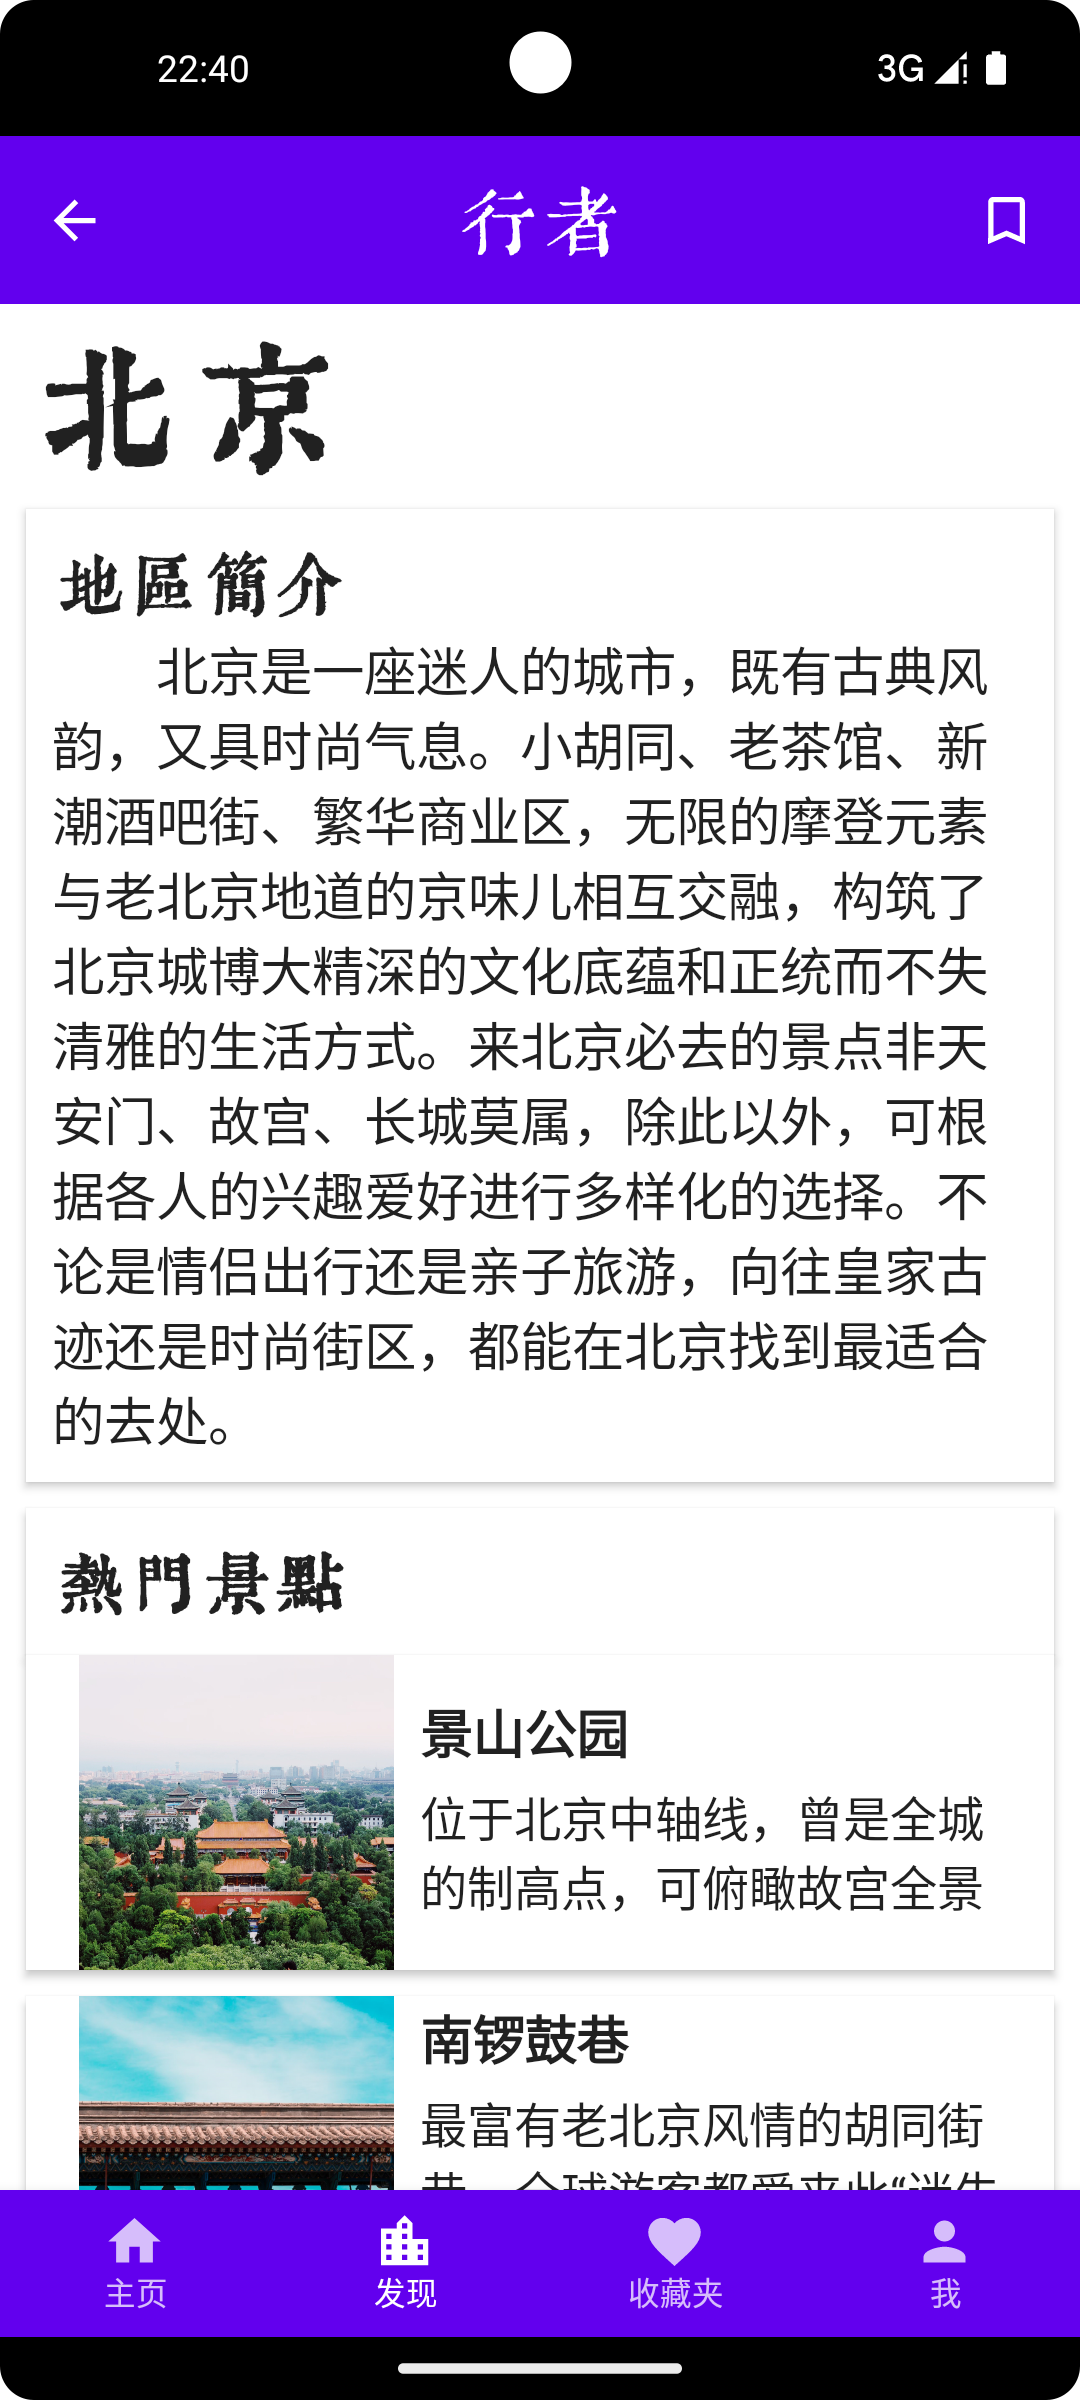 22:40
3G
行者
北京
地區簡介
北京是一座迷人的城市，既有古典风
韵，又具时尚气息。小胡同、老茶馆、新
潮酒吧街、繁华商业区，无限的摩登元素
与老北京地道的京味儿相互交融，构筑了
北京城博大精深的文化底蕴和正统而不失
清雅的生活方式。来北京必去的景点非天
安门、故宫、长城莫属，除此以外，可根
据各人的兴趣爱好进行多样化的选择。不
论是情侣出行还是亲子旅游，向往皇家古
迹还是时尚街区，都能在北京找到最适合
的去处。
熱門景點
景山公园
位于北京中轴线，曾是全城
的制高点，可俯瞰故宫全景
南锣鼓巷
最富有老北京风情的胡同街
巷，全球游客都爱来此“迷失
主页
发现
收藏夹
我